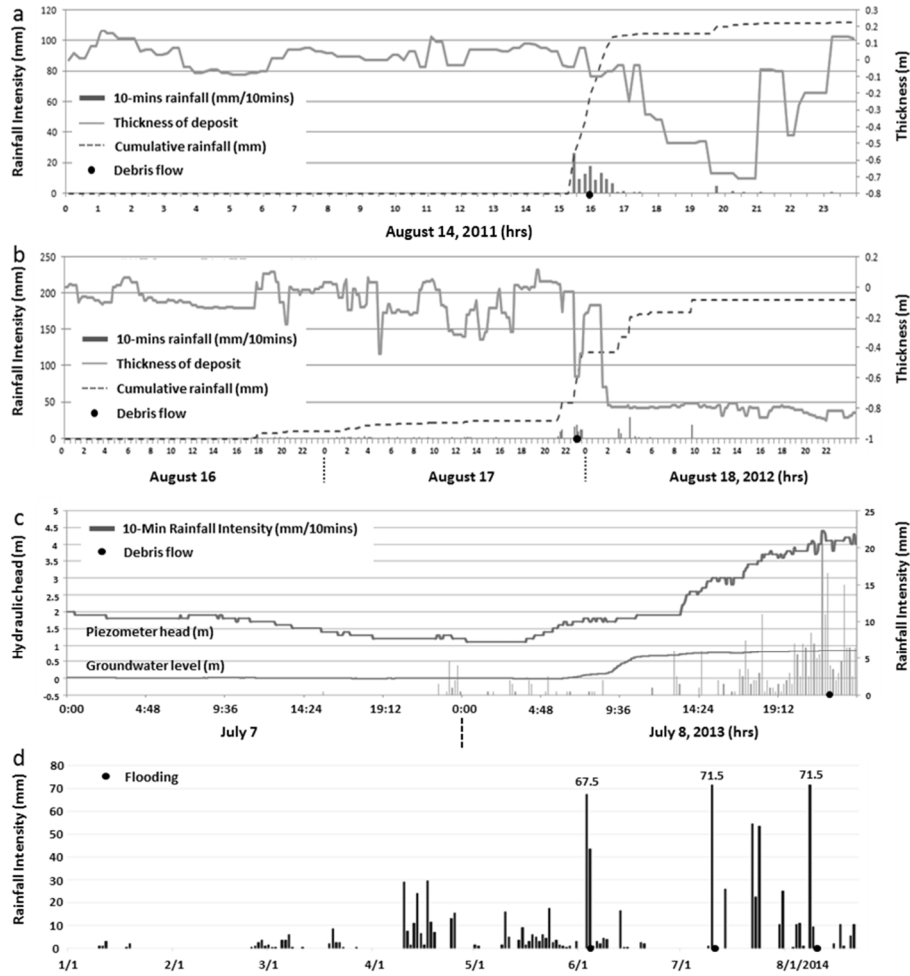 a
Rainfall Intensity (mm)
120
100
80
60
40
20
0
0.3
0.2
0.1
0
-0.1
-0.2
-0.3
-0.4
-0.5
-0.6
-0.7
-0.8
Thickness (m)
10-mins rainfall (mm/10mins)
Thickness of deposit
Cumulative rainfall (mm)
Debris flow
0 1 2 3 4 5 6 7 8 9 10 11 12 13 14 15 16 17 18 19 20 21 22 23
August 14, 2011 (hrs)
b
Rainfall Intensity (mm)
250
200
150
100
50
0
0.2
0
-0.2
-0.4
-0.6
-0.8
-1
Thickness (m)
10-mins rainfall (mm/10mins)
Thickness of deposit
Cumulative rainfall (mm)
Debris flow
0 2 4 6 8 10 12 14 16 18 20 22 0 2 4 6 8 10 12 14 16 18 20 22 0 2 4 6 8 10 12 14 16 18 20 22
August 16 August 17 August 18, 2012 (hrs)
c
Hydraulic head (m)
5
4.5
4
3.5
3
2.5
2
1.5
1
0.5
0
-0.5
25
20
15
10
5
0
Rainfall Intensity (mm)
10-Min Rainfall Intensity (mm/10mins)
Debris flow
Piezometer head (m)
Groundwater level (m)
0:00 4:48 9:36 14:24 19:12 0:00 4:48 9:36 14:24 19:12
July 7 July 8, 2013 (hrs)
d
Rainfall Intensity (mm)
80
70
60
50
40
30
20
10
0
Flooding
67.5 71.5 71.5
1/1 2/1 3/1 4/1 5/1 6/1 7/1 8/1/2014